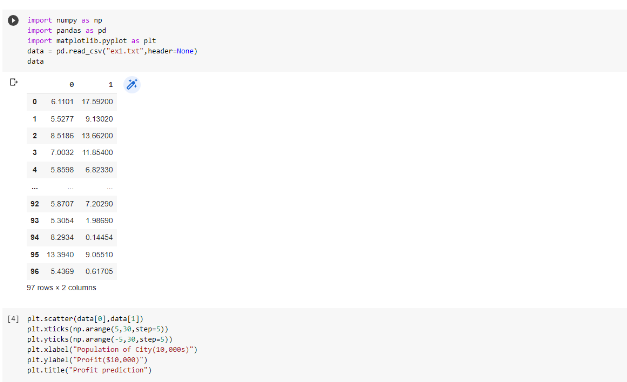 import numpy as np
import pandas as pd
import matplotlib.pyplot as plt
data = pd.read_csv("ex1.txt",header=None)
data
0 1
0 6.1101 17.59200
1 5.5277 9.13020
2 8.5186 13.66200
3 7.0032 11.85400
4 5.8598 6.82330
... ... ...
92 5.8707 7.20290
93 5.3054 1.98690
94 8.2934 0.14454
95 13.3940 9.05510
96 5.4369 0.61705
97 rows × 2 columns
[4] plt.scatter(data[0],data[1])
plt.xticks(np.arange(5,30,step=5))
plt.yticks(np.arange(-5,30,step=5))
plt.xlabel("Population of City(10,000s)")
plt.ylabel("Profit($10,000)")
plt.title("Profit prediction")